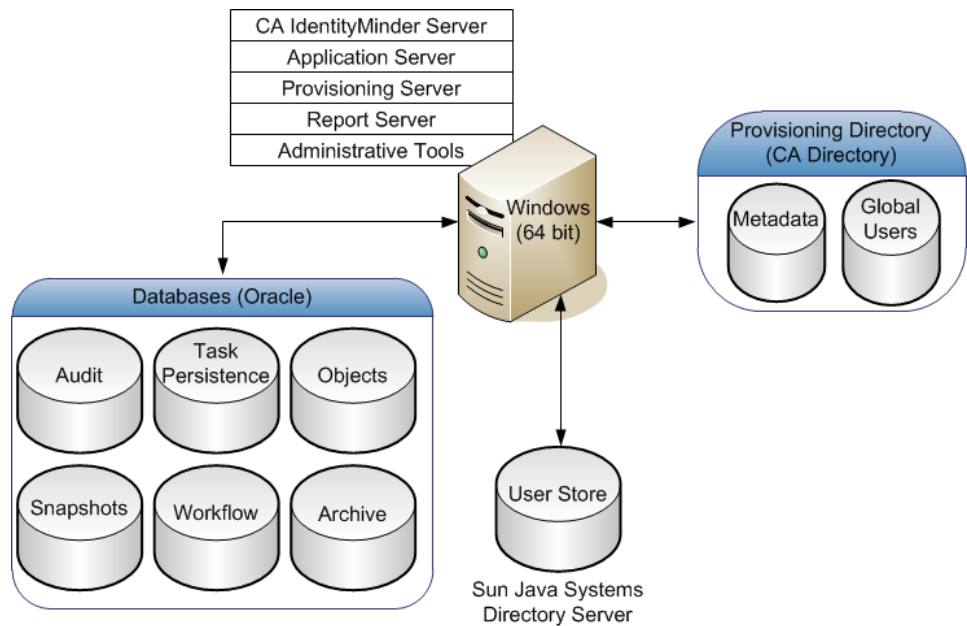 CA IdentityMinder Server
Application Server
Provisioning Server
Report Server
Administrative Tools
Windows
(64 bit)
Provisioning Directory
(CA Directory)
Metadata
Global
Users
Databases (Oracle)
Audit
Task
Persistence
Objects
Snapshots
Workflow
Archive
User Store
Sun Java Systems
Directory Server